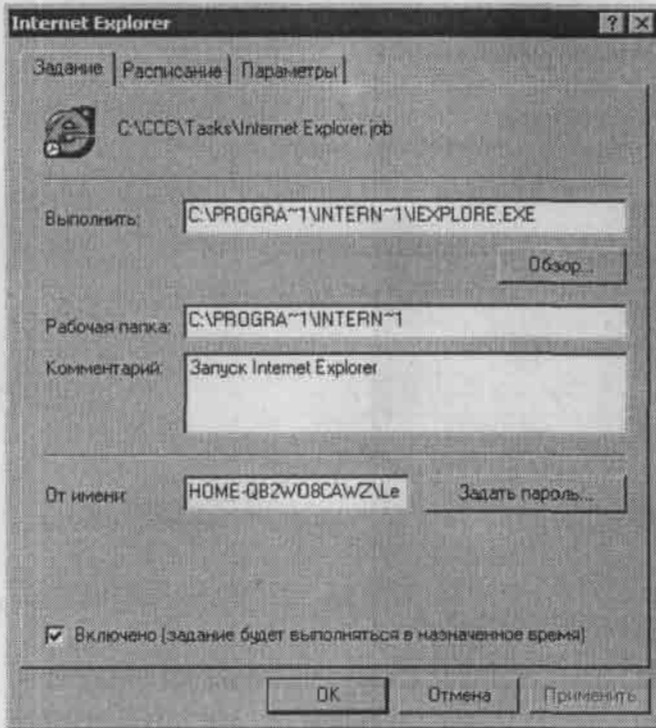 Internet Explorer
Задание Расписание Параметры
C:\CCC\Tasks\Internet Explorer.job
Выполнить: C:\PROGRA~1\INTERN~1\IEXPLORE.EXE
Обзор...
Рабочая папка: C:\PROGRA~1\INTERN~1
Комментарий: Запуск Internet Explorer
От имени: HOME-QB2WO8CAWZ\Le Задать пароль...
Включено (задание будет выполняться в назначенное время)
OK Отмена Применить